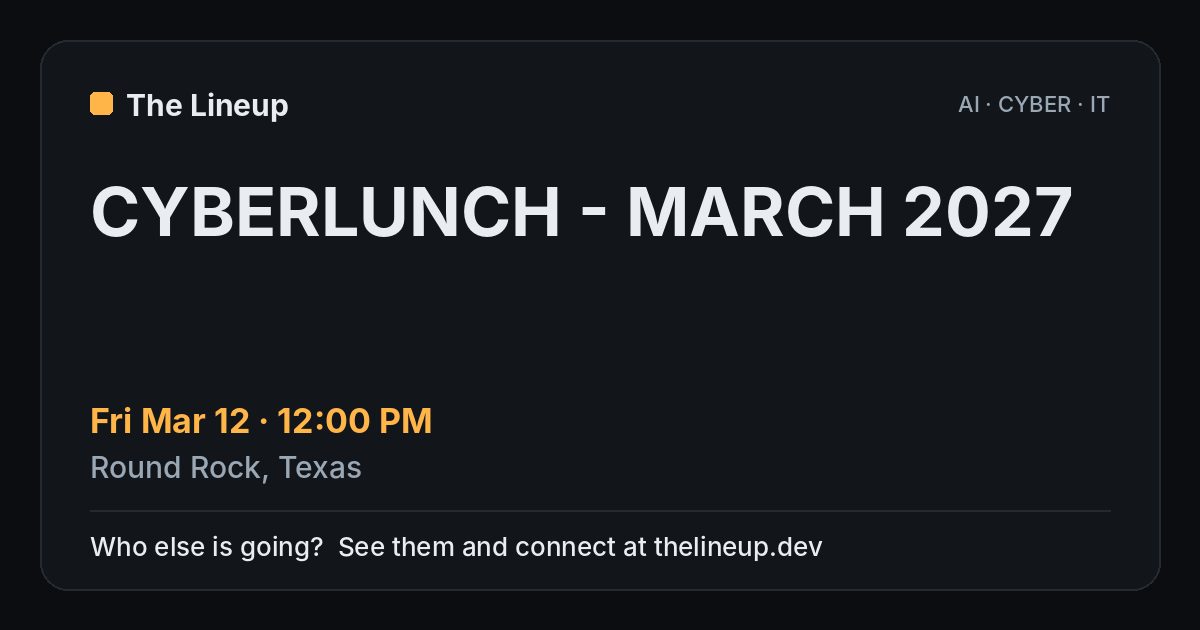 The Lineup
AI · CYBER · IT
CYBERLUNCH - MARCH 2027
Fri Mar 12 · 12:00 PM
Round Rock, Texas
Who else is going?  See them and connect at thelineup.dev